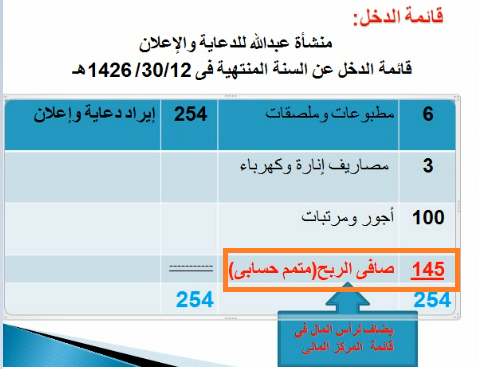 قائمة الدخل:
منشأة عبدالله للدعاية والإعلان
قائمة الدخل عن السنة المنتهية فى 30/12/ 1426هـ
6 مطبوعات وملصقات 254 إيراد دعاية وإعلان
3 مصاريف إنارة وكهرباء
100 أجور ومرتبات
145 صافى الربح(متمم حسابى) ----------
254 254
يضاف لرأس المال فى
قائمة المركز المالى